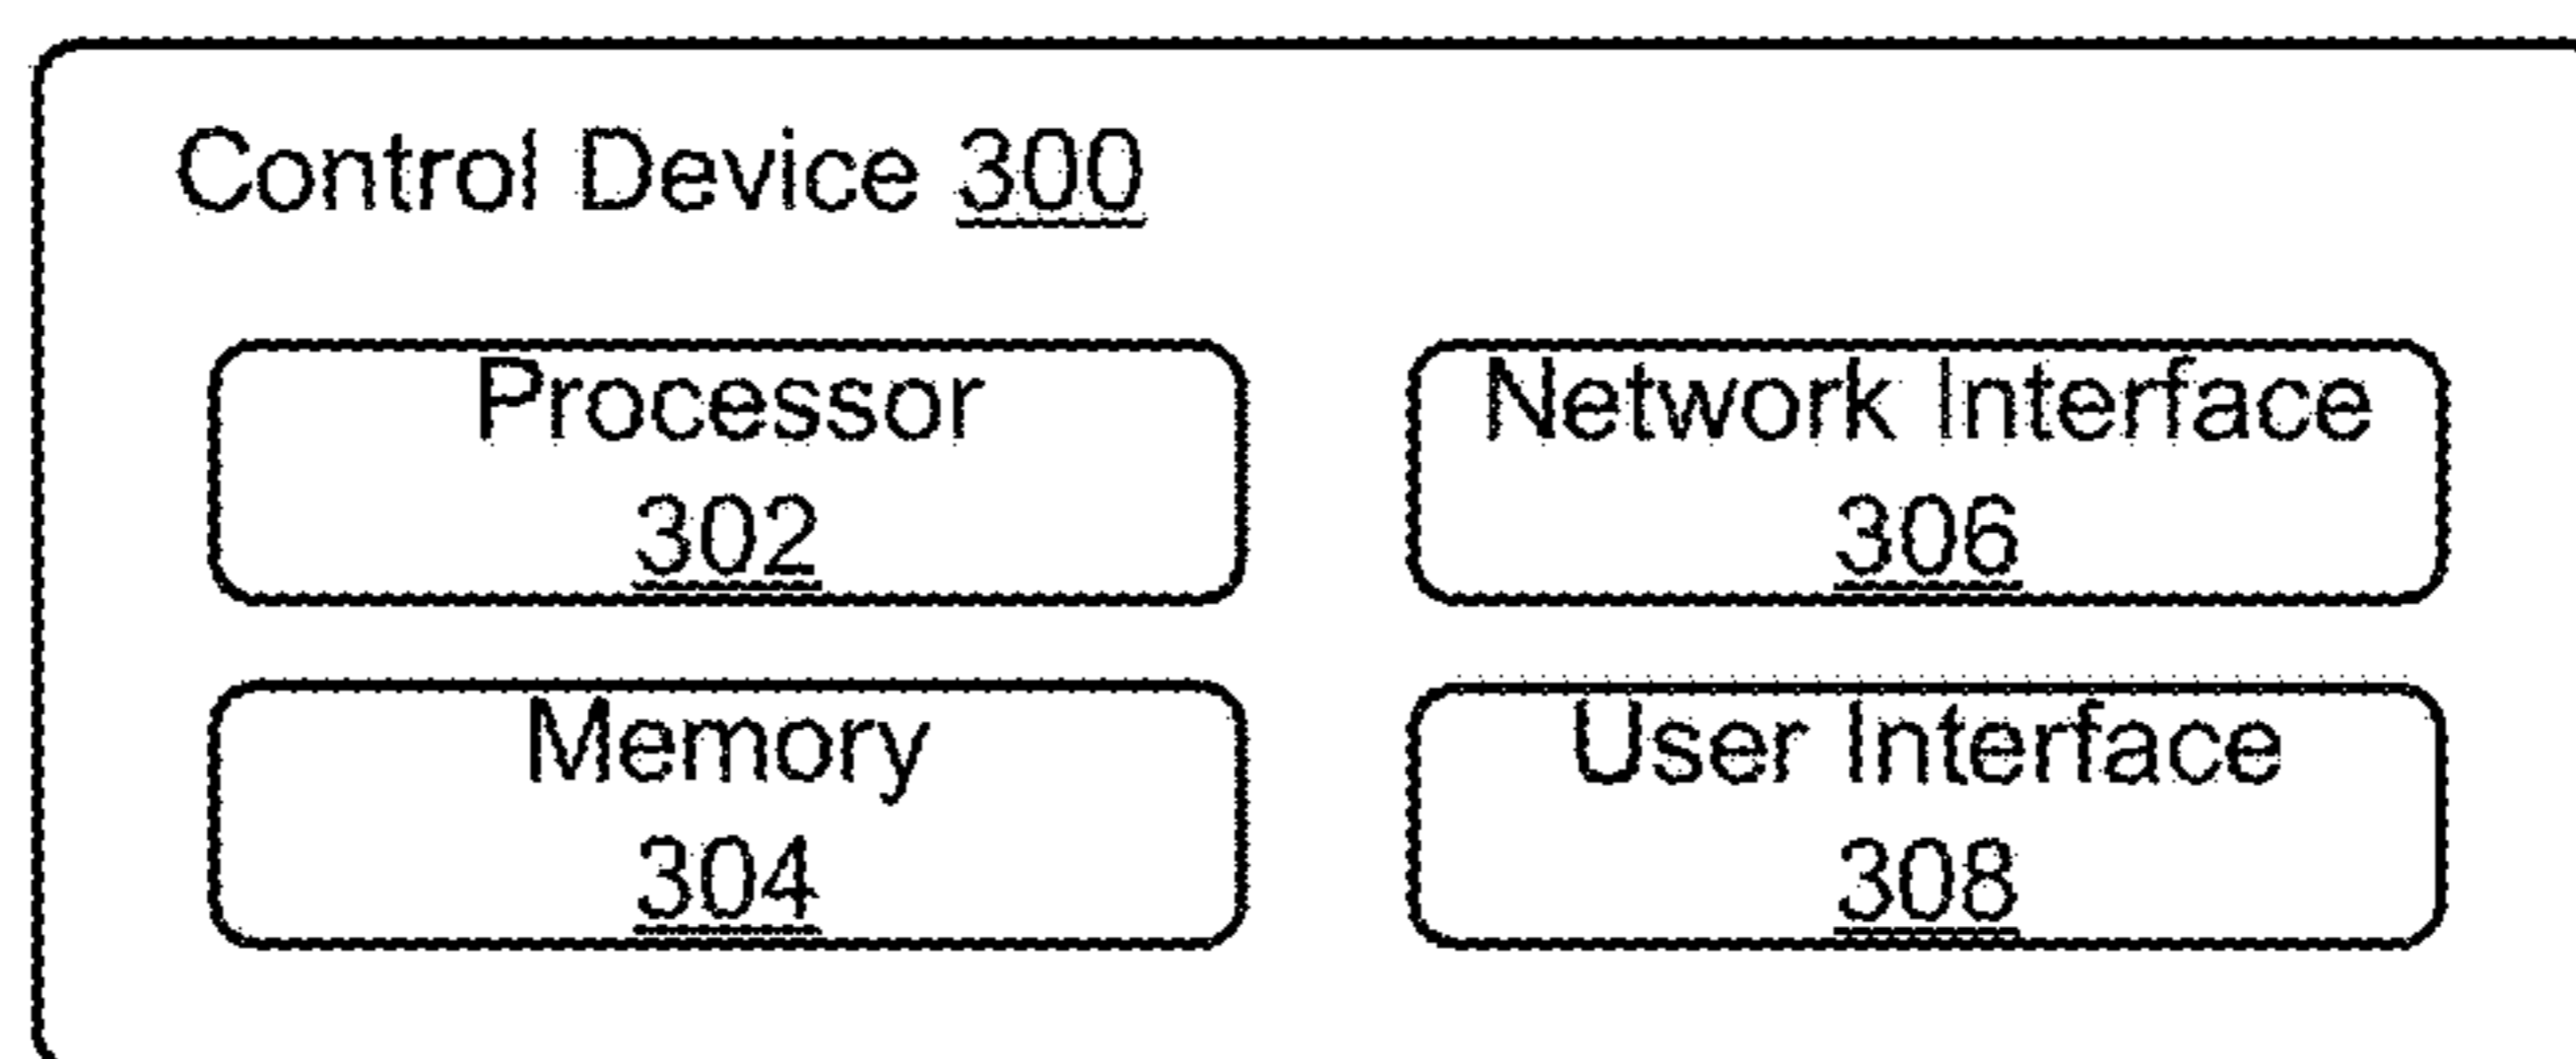 Control Device 300
Processor
302
Network Interface
306
Memory
304
User Interface
308